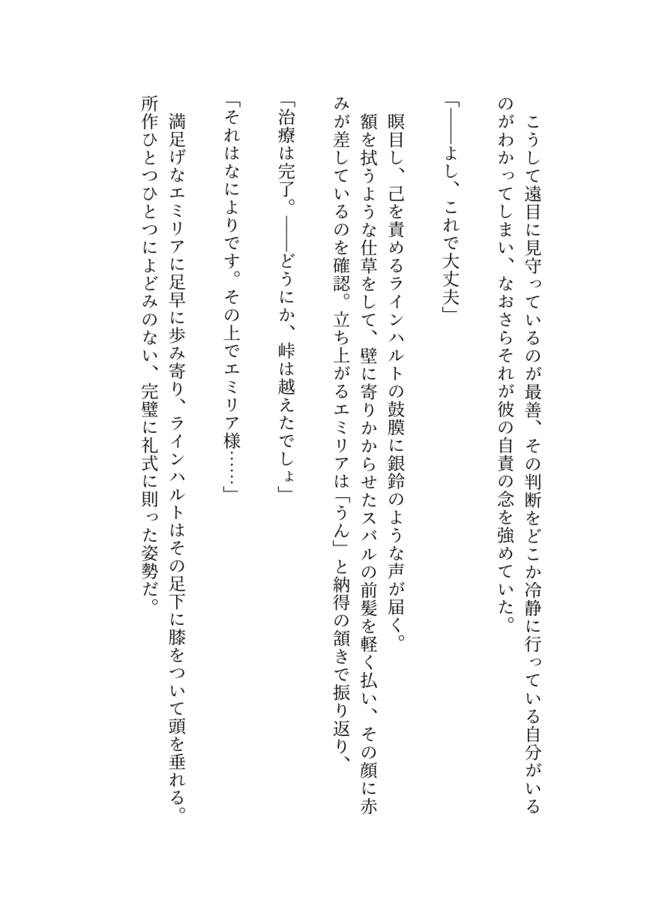 こうして遠目に見守っているのが最善、その判断をどこか冷静に行っている自分がいる
のがわかってしまい、なおさらそれが彼の自責の念を強めていた。
「――よし、これで大丈夫」
瞑目し、己を責めるラインハルトの鼓膜に銀鈴のような声が届く。
額を拭うような仕草をして、壁に寄りかからせたスバルの前髪を軽く払い、その顔に赤
みが差しているのを確認。立ち上がるエミリアは「うん」と納得の頷きで振り返り、
「治療は完了。――どうにか、峠は越えたでしょ」
「それはなによりです。その上でエミリア様……」
満足げなエミリアに足早に歩み寄り、ラインハルトはその足下に膝をついて頭を垂れる。
所作ひとつひとつによどみのない、完璧に礼式に則った姿勢だ。